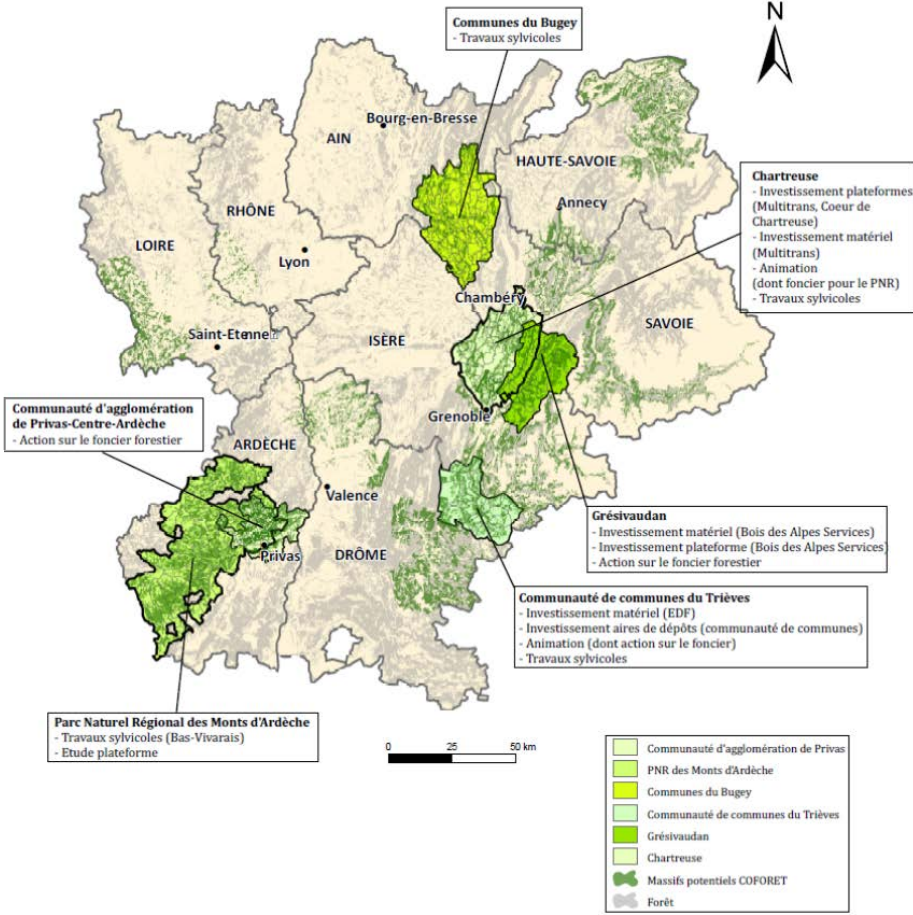 Communes du Bugey
- Travaux sylvicoles
N
Bourg-en-Bresse
AIN
HAUTE-SAVOIE
Chartreuse
- Investissement plateformes
(Multitrans, Coeur de
Chartreuse)
- Investissement matériel
(Multitrans)
- Animation
(dont foncier pour le PNR)
- Travaux sylvicoles
RHÔNE
Annecy
LOIRE
Lyon
Chambéry
SAVOIE
Saint-Etienne
ISÈRE
Communauté d'agglomération
de Privas-Centre-Ardèche
- Action sur le foncier forestier
Grenoble
ARDÈCHE
Valence
Grésivaudan
- Investissement matériel (Bois des Alpes Services)
- Investissement plateforme (Bois des Alpes Services)
- Action sur le foncier forestier
Privas
DRÔME
Communauté de communes du Trièves
- Investissement matériel (EDF)
- Investissement aires de dépôts (communauté de communes)
- Animation (dont action sur le foncier)
- Travaux sylvicoles
Parc Naturel Régional des Monts d'Ardèche
- Travaux sylvicoles (Bas-Vivarais)
- Etude plateforme
0 25 50 km
Communauté d'agglomération de Privas
PNR des Monts d'Ardèche
Communes du Bugey
Communauté de communes du Trièves
Grésivaudan
Chartreuse
Massifs potentiels COFORET
Forêt